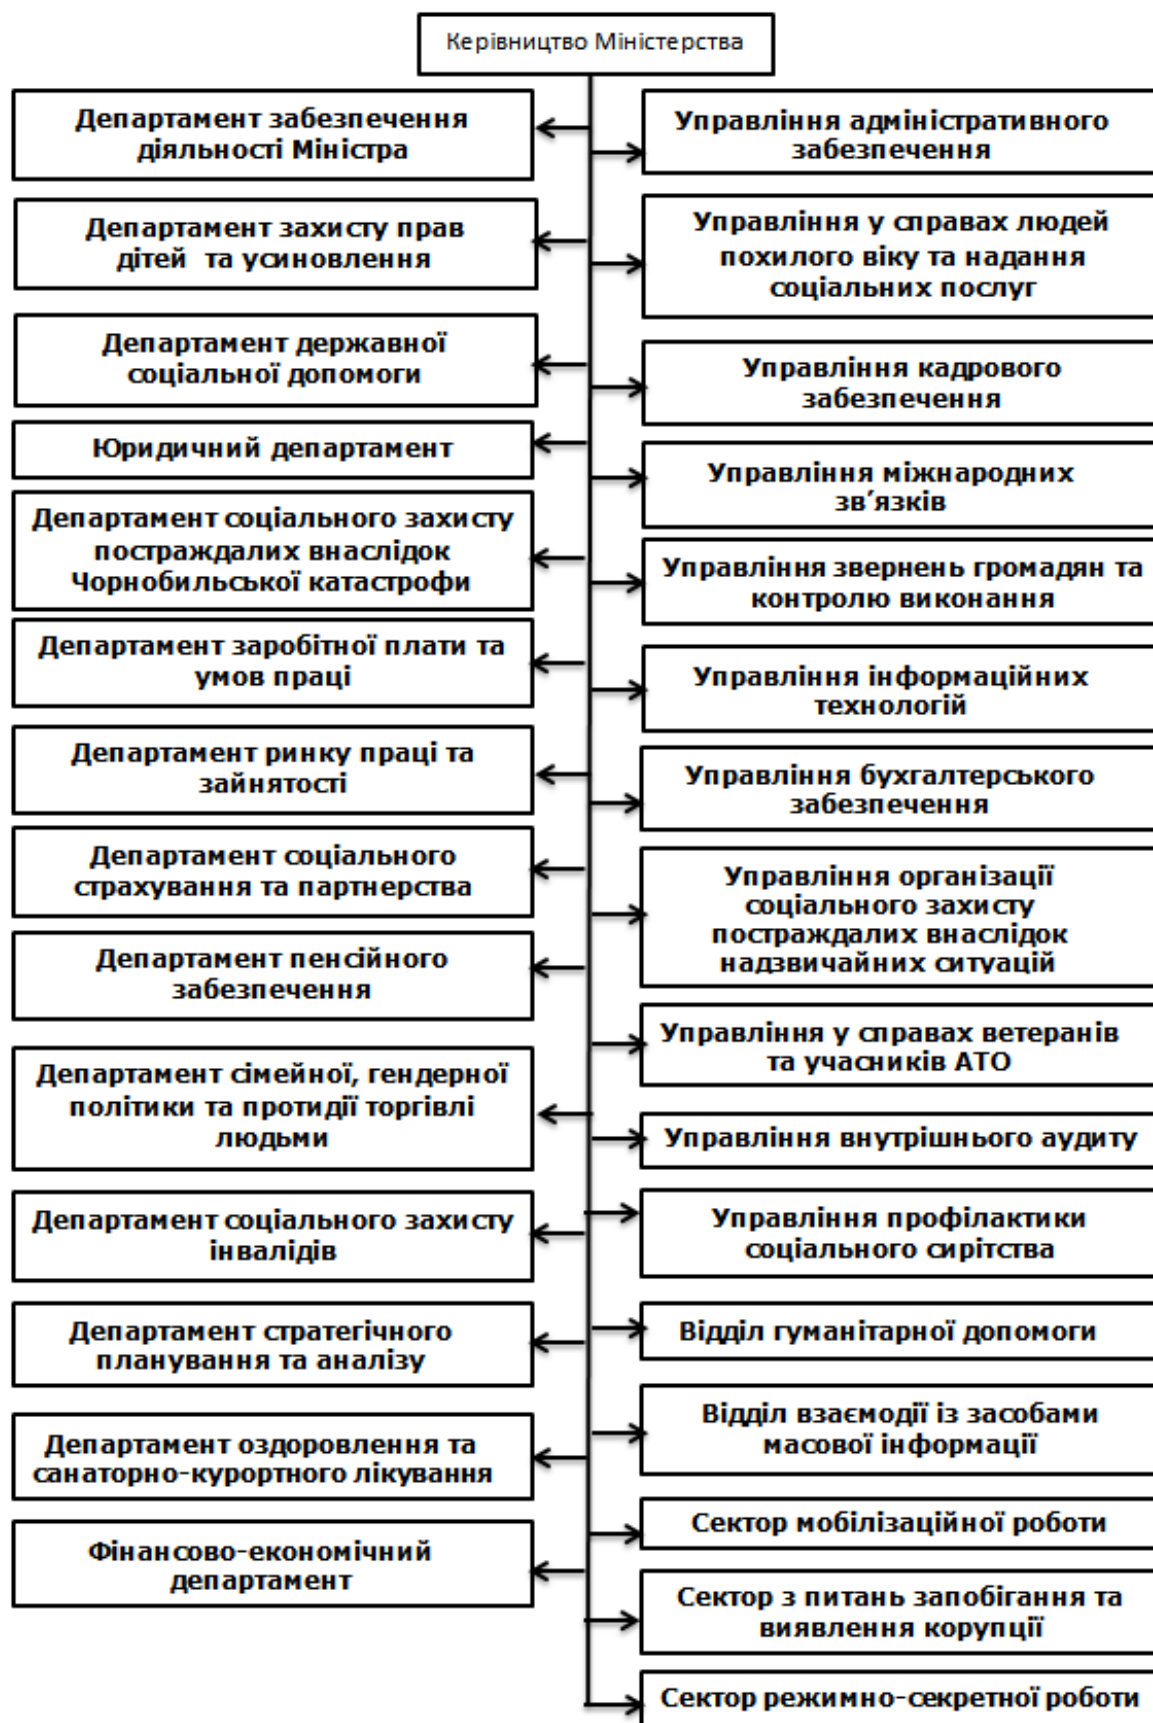 Керівництво Міністерства
Департамент забезпечення
діяльності Міністра
Департамент захисту прав
дітей та усиновлення
Департамент державної
соціальної допомоги
Юридичний департамент
Департамент соціального захисту
постраждалих внаслідок
Чорнобильської катастрофи
Департамент заробітної плати та
умов праці
Департамент ринку праці та
зайнятості
Департамент соціального
страхування та партнерства
Департамент пенсійного
забезпечення
Департамент сімейної, гендерної
політики та протидії торгівлі
людьми
Департамент соціального захисту
інвалідів
Департамент стратегічного
планування та аналізу
Департамент оздоровлення та
санаторно-курортного лікування
Фінансово-економічний
департамент
Управління адміністративного
забезпечення
Управління у справах людей
похилого віку та надання
соціальних послуг
Управління кадрового
забезпечення
Управління міжнародних
зв’язків
Управління звернень громадян та
контролю виконання
Управління інформаційних
технологій
Управління бухгалтерського
забезпечення
Управління організації
соціального захисту
постраждалих внаслідок
надзвичайних ситуацій
Управління у справах ветеранів
та учасників АТО
Управління внутрішнього аудиту
Управління профілактики
соціального сирітства
Відділ гуманітарної допомоги
Відділ взаємодії із засобами
масової інформації
Сектор мобілізаційної роботи
Сектор з питань запобігання та
виявлення корупції
Сектор режимно-секретної роботи